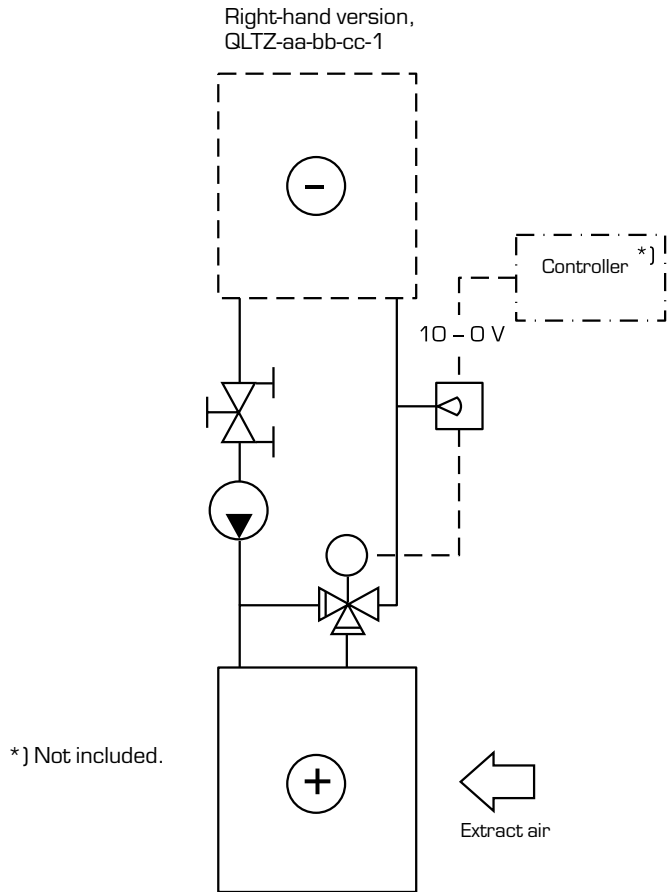 Right-hand version,
QLTZ-aa-bb-cc-1
−
Controller *)
10 – 0 V
*) Not included.
+
Extract air